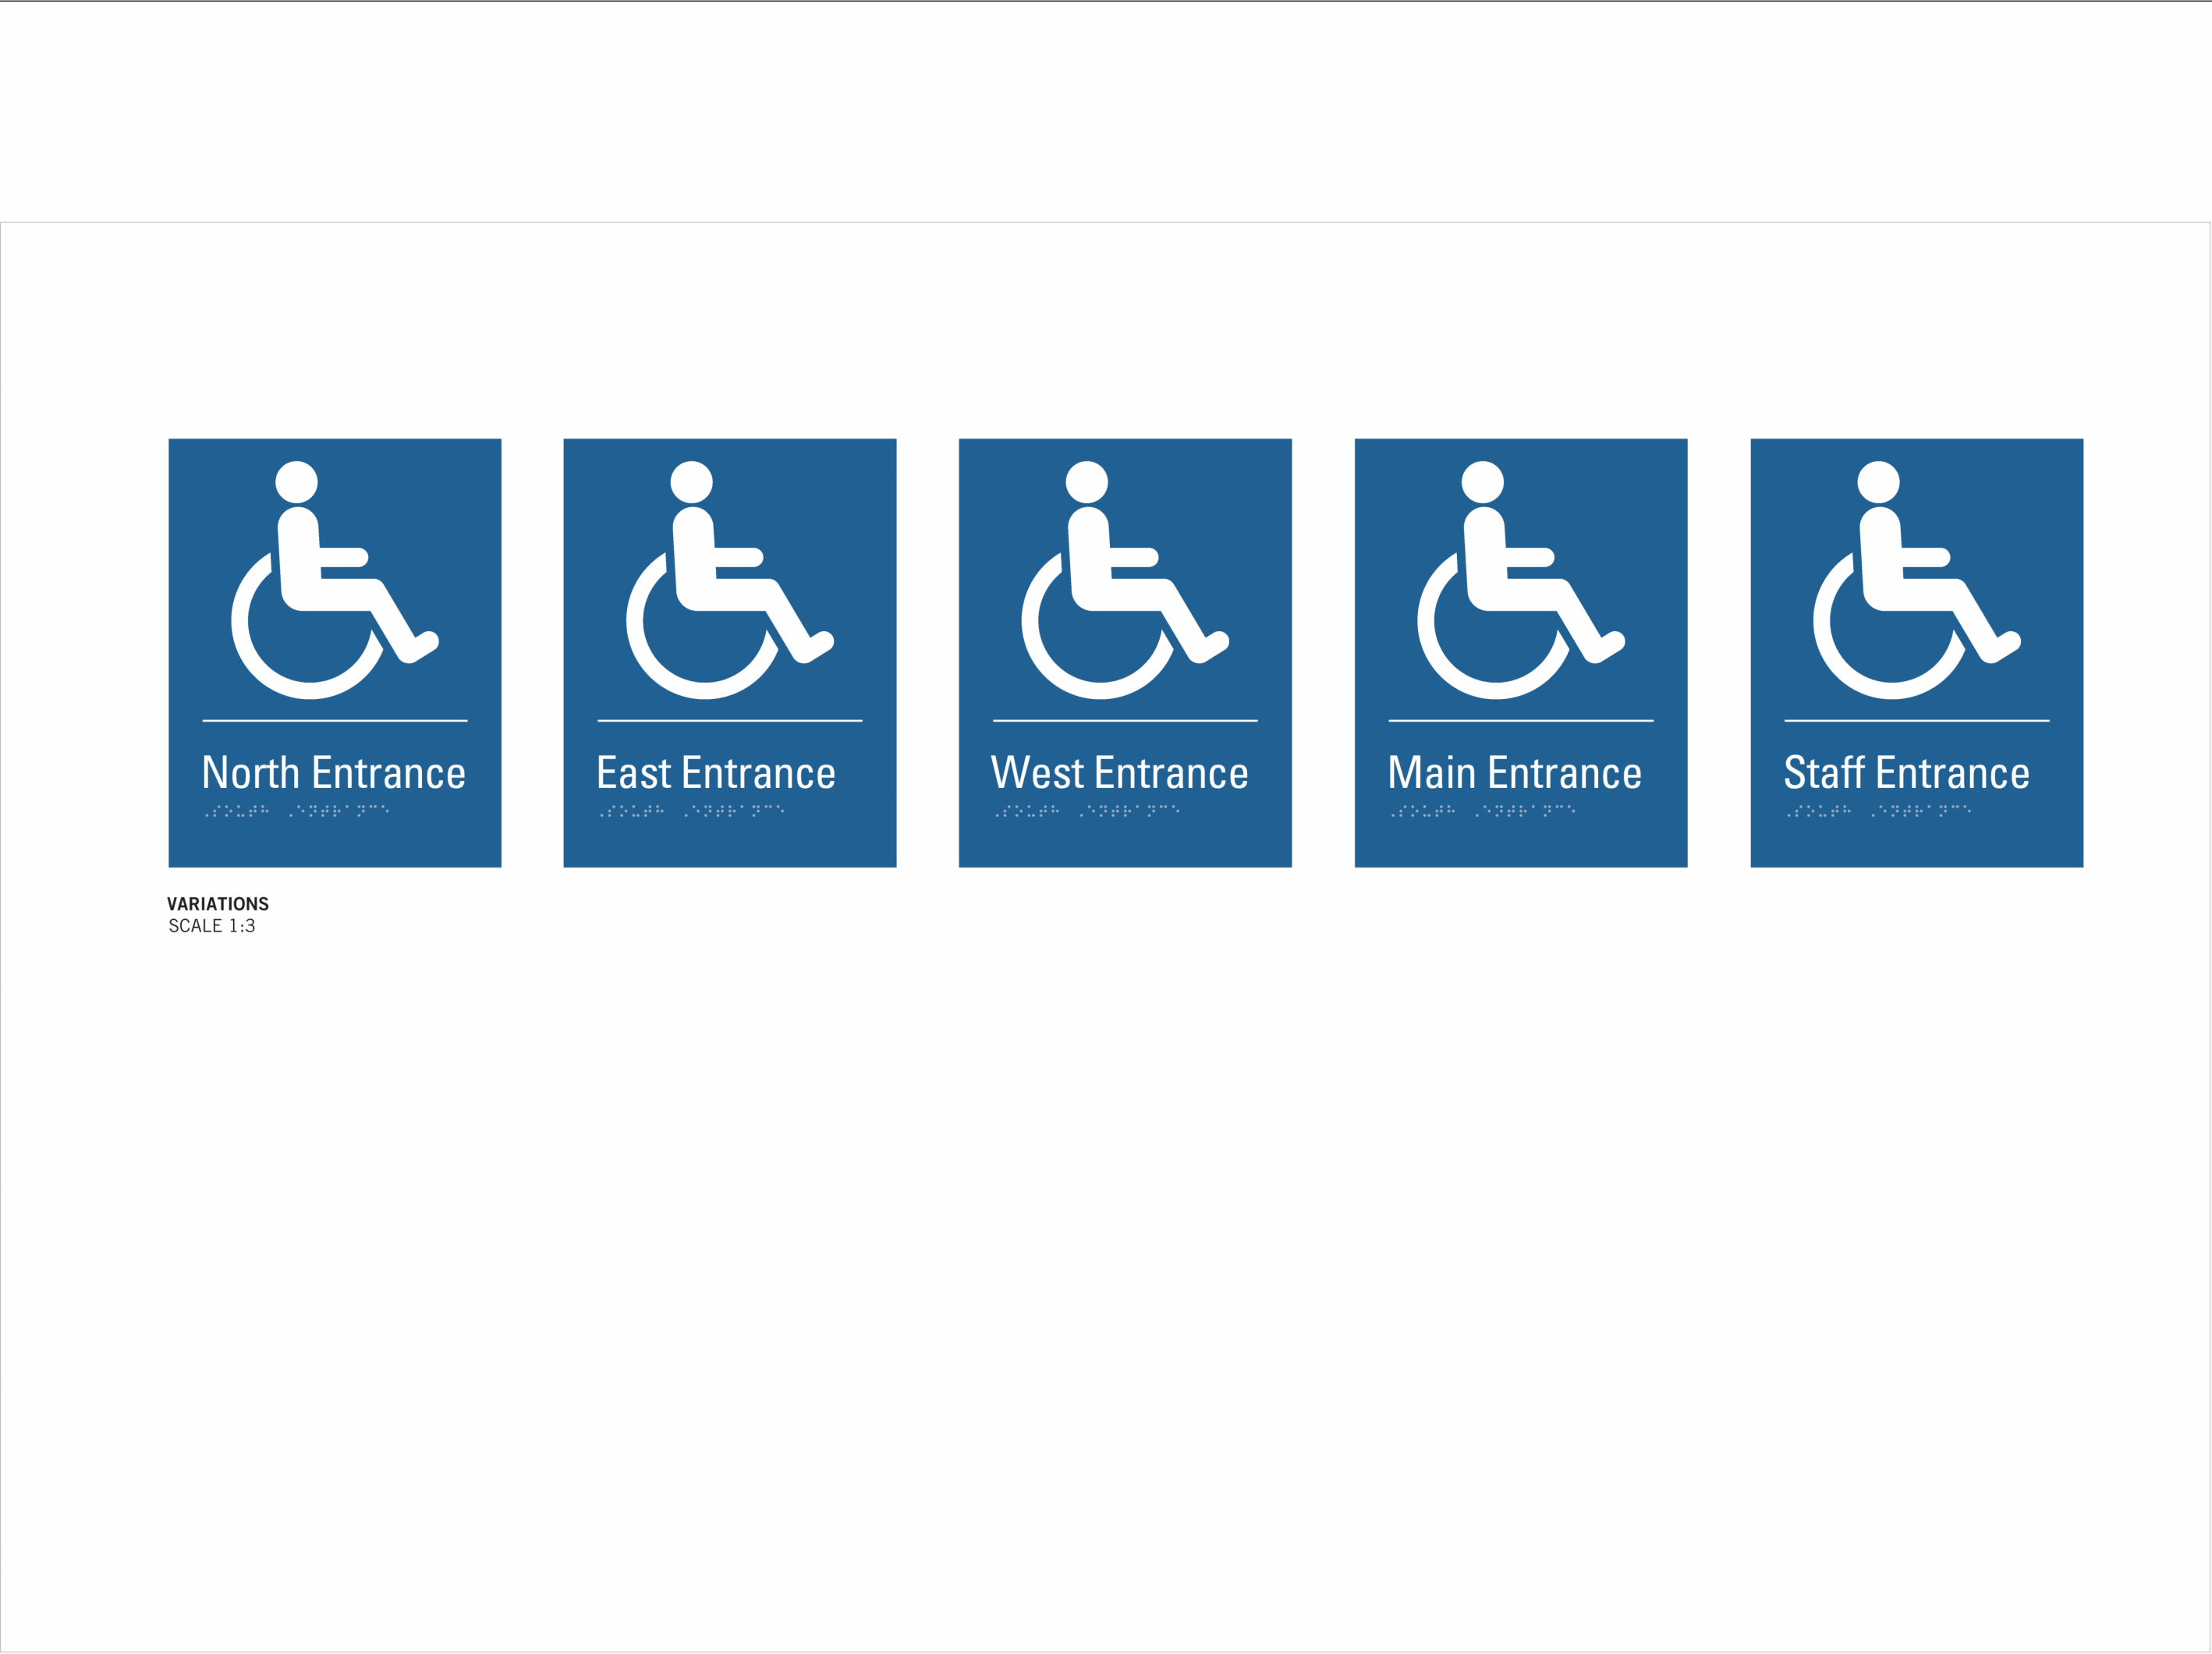 North Entrance
⠠⠎⠕⠥⠞⠓ ⠠⠑⠝⠞⠗⠁⠝⠉⠑
East Entrance
⠠⠎⠕⠥⠞⠓ ⠠⠑⠝⠞⠗⠁⠝⠉⠑
West Entrance
⠠⠎⠕⠥⠞⠓ ⠠⠑⠝⠞⠗⠁⠝⠉⠑
Main Entrance
⠠⠎⠕⠥⠞⠓ ⠠⠑⠝⠞⠗⠁⠝⠉⠑
Staff Entrance
⠠⠎⠕⠥⠞⠓ ⠠⠑⠝⠞⠗⠁⠝⠉⠑
VARIATIONS
SCALE 1:3